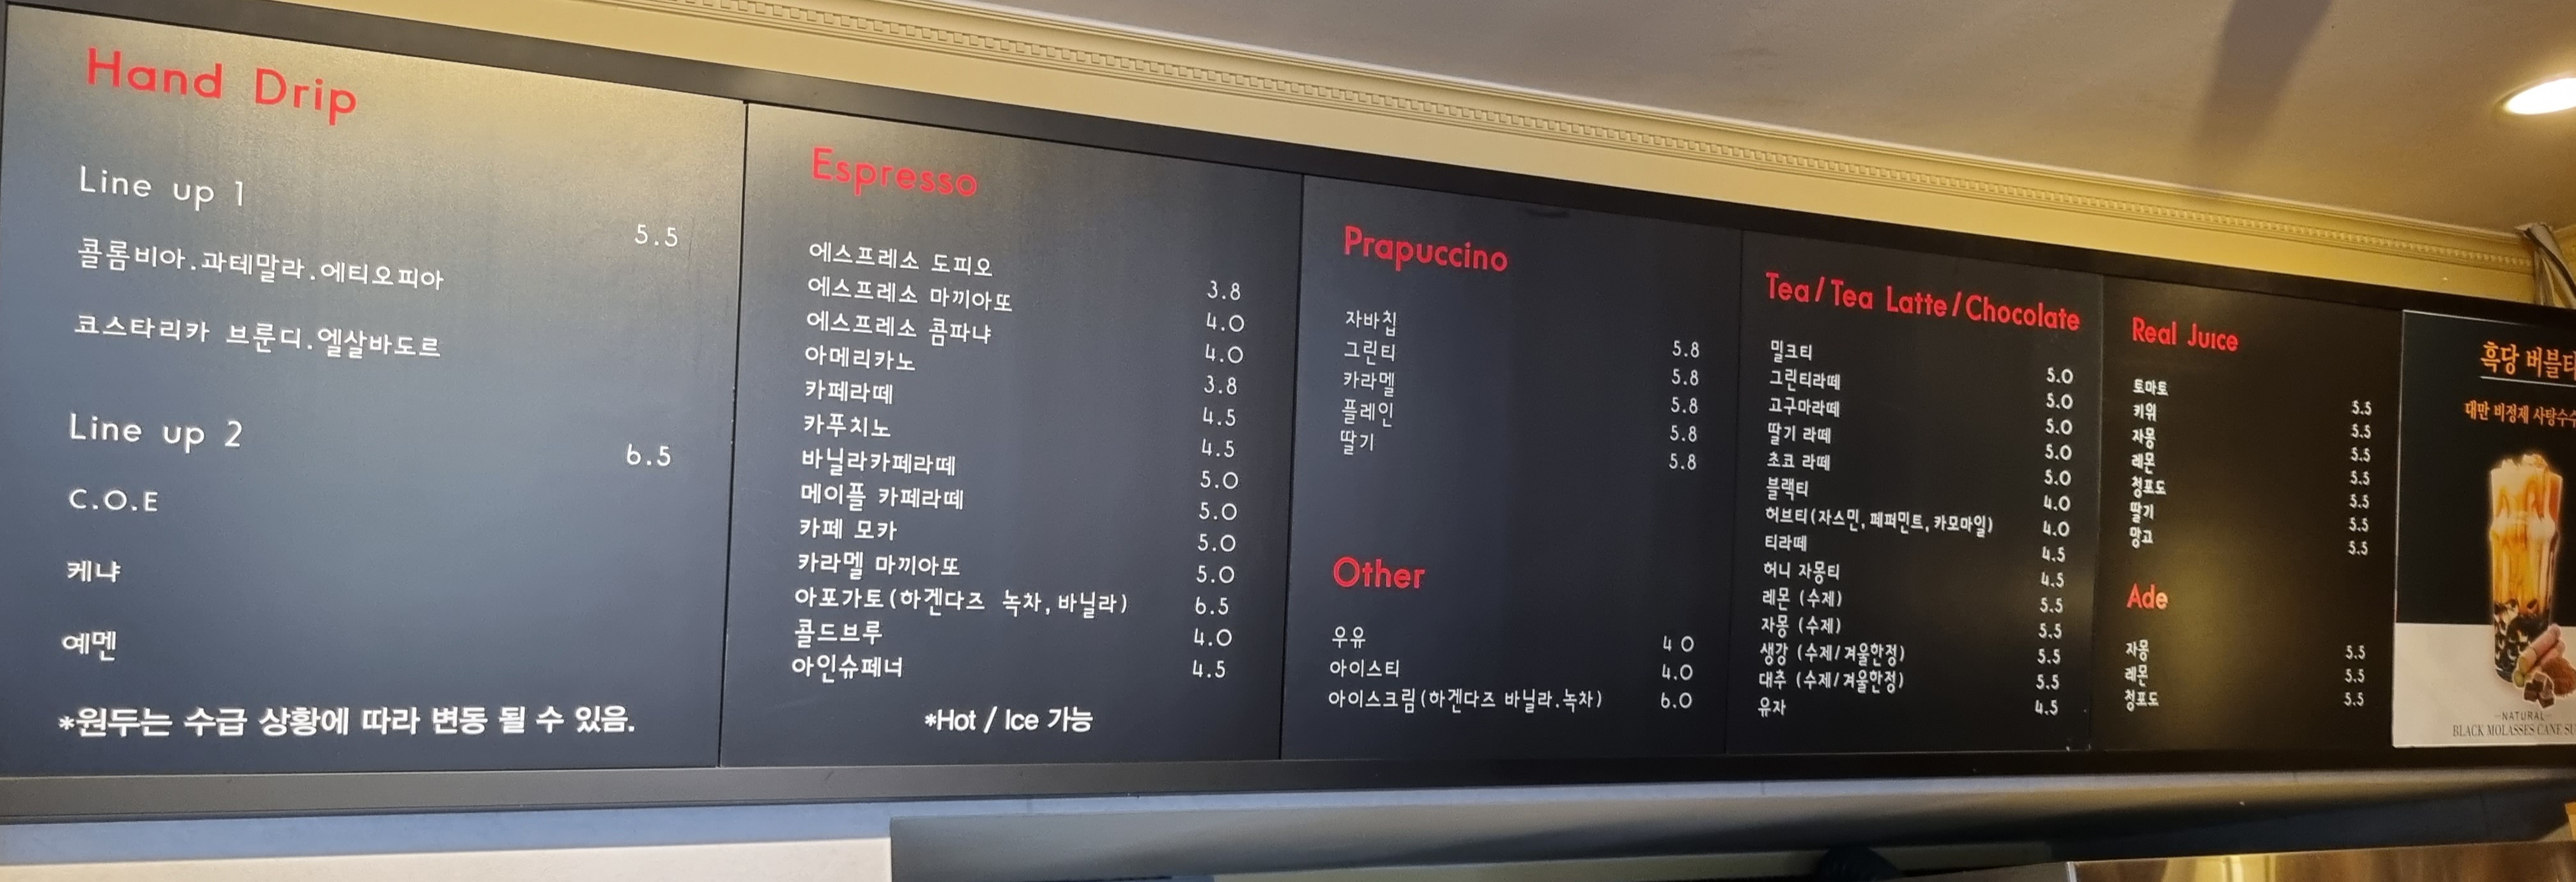 Hand Drip
Line up 1
5.5
콜롬비아.과테말라.에티오피아
코스타리카 브룬디.엘살바도르
Line up 2
6.5
C.O.E
케냐
예멘
*원두는 수급 상황에 따라 변동 될 수 있음.
Espresso
에스프레소 도피오 3.8
에스프레소 마끼아또 4.0
에스프레소 콤파냐 4.0
아메리카노 3.8
카페라떼 4.5
카푸치노 4.5
바닐라카페라떼 5.0
메이플 카페라떼 5.0
카페 모카 5.0
카라멜 마끼아또 5.0
아포가토(하겐다즈 녹차,바닐라) 6.5
콜드브루 4.0
아인슈페너 4.5
*Hot / Ice 가능
Prapuccino
자바칩 5.8
그린티 5.8
카라멜 5.8
플레인 5.8
딸기 5.8
Other
우유 4 0
아이스티 4.0
아이스크림(하겐다즈 바닐라.녹차) 6.0
Tea/Tea Latte/Chocolate
밀크티 5.0
그린티라떼 5.0
고구마라떼 5.0
딸기 라떼 5.0
초코 라떼 5.0
블랙티 4.0
허브티(자스민, 페퍼민트, 카모마일) 4.0
티라떼 4.5
허니 자몽티 4.5
레몬 (수제) 5.5
자몽 (수제) 5.5
생강 (수제/겨울한정) 5.5
대추 (수제/겨울한정) 5.5
유자 4.5
Real Juice
토마토 5.5
키위 5.5
자몽 5.5
레몬 5.5
청포도 5.5
딸기 5.5
망고 5.5
Ade
자몽 5.5
레몬 5.5
청포도 5.5
흑당 버블티
대만 비정제 사탕수수
NATURAL
BLACK MOLASSES CANE SU